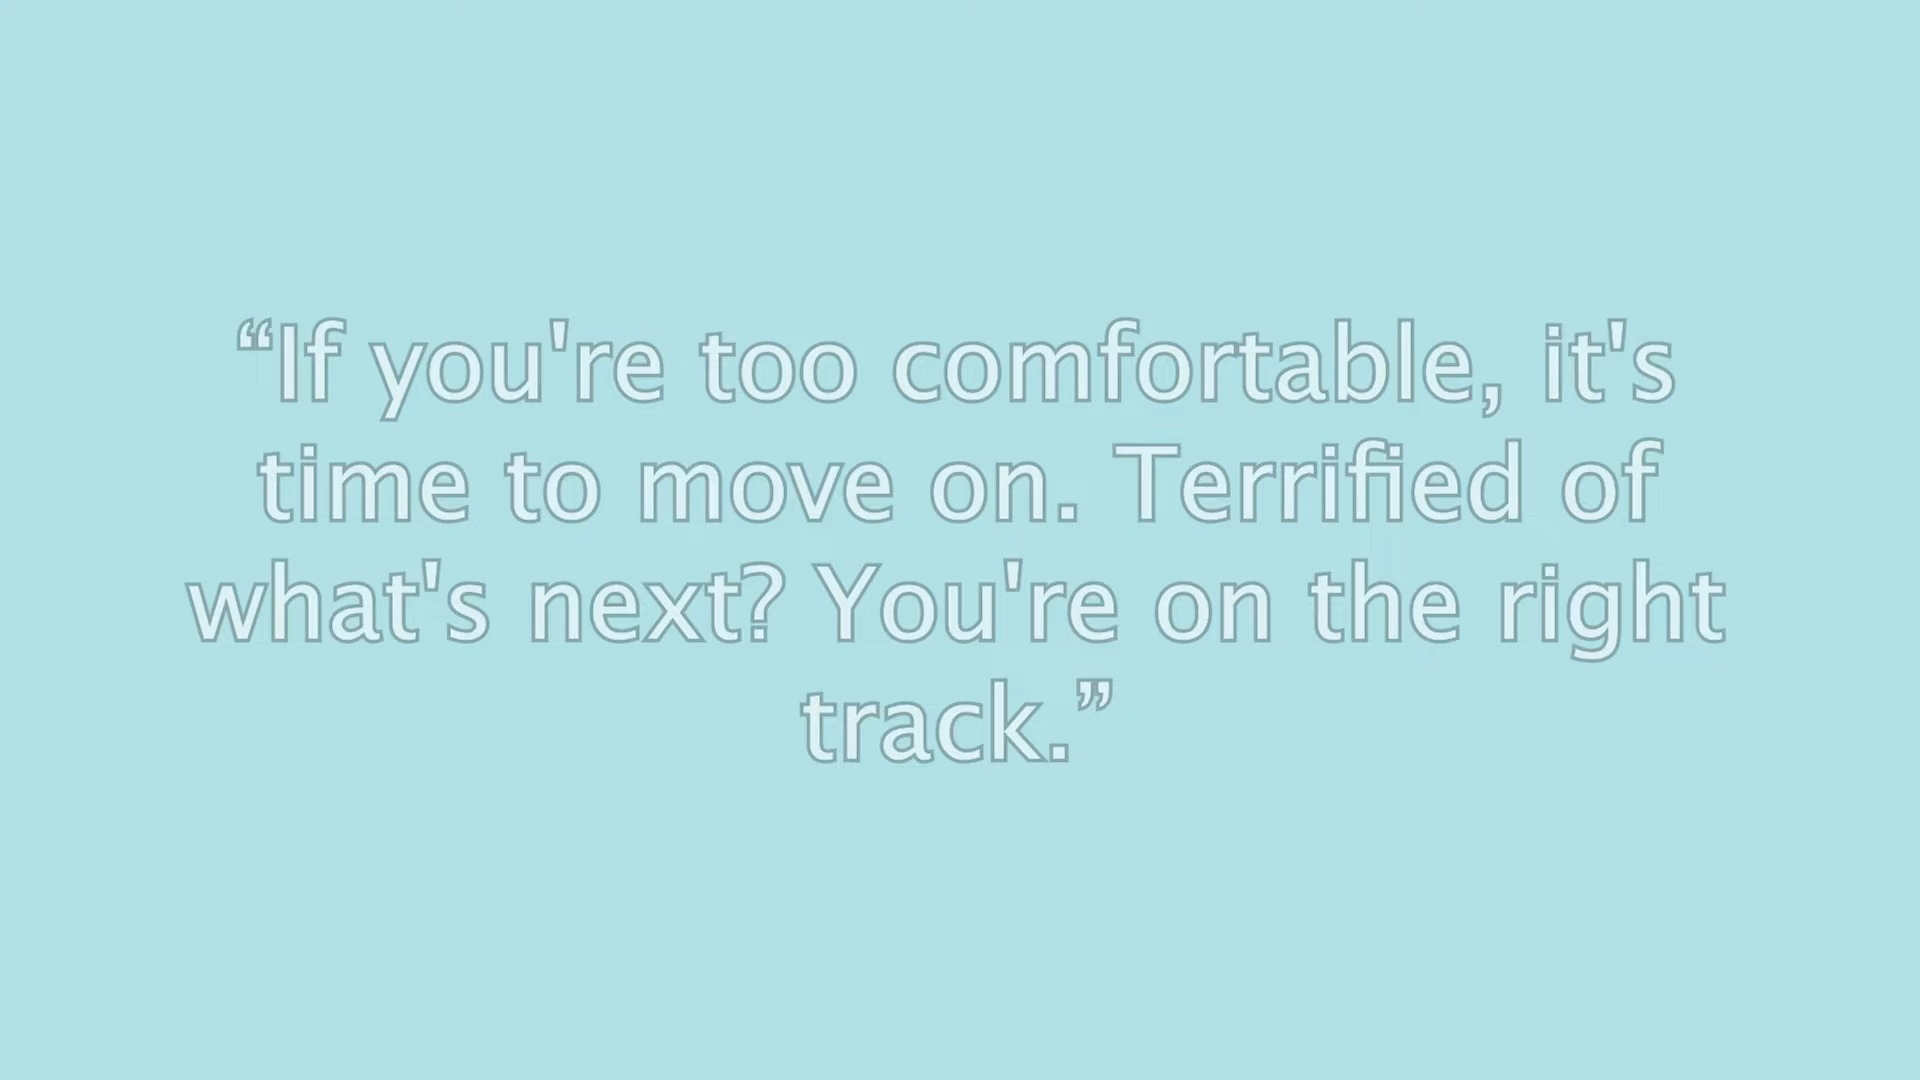 “If you're too comfortable, it's
time to move on. Terrified of
what's next? You're on the right
track.”